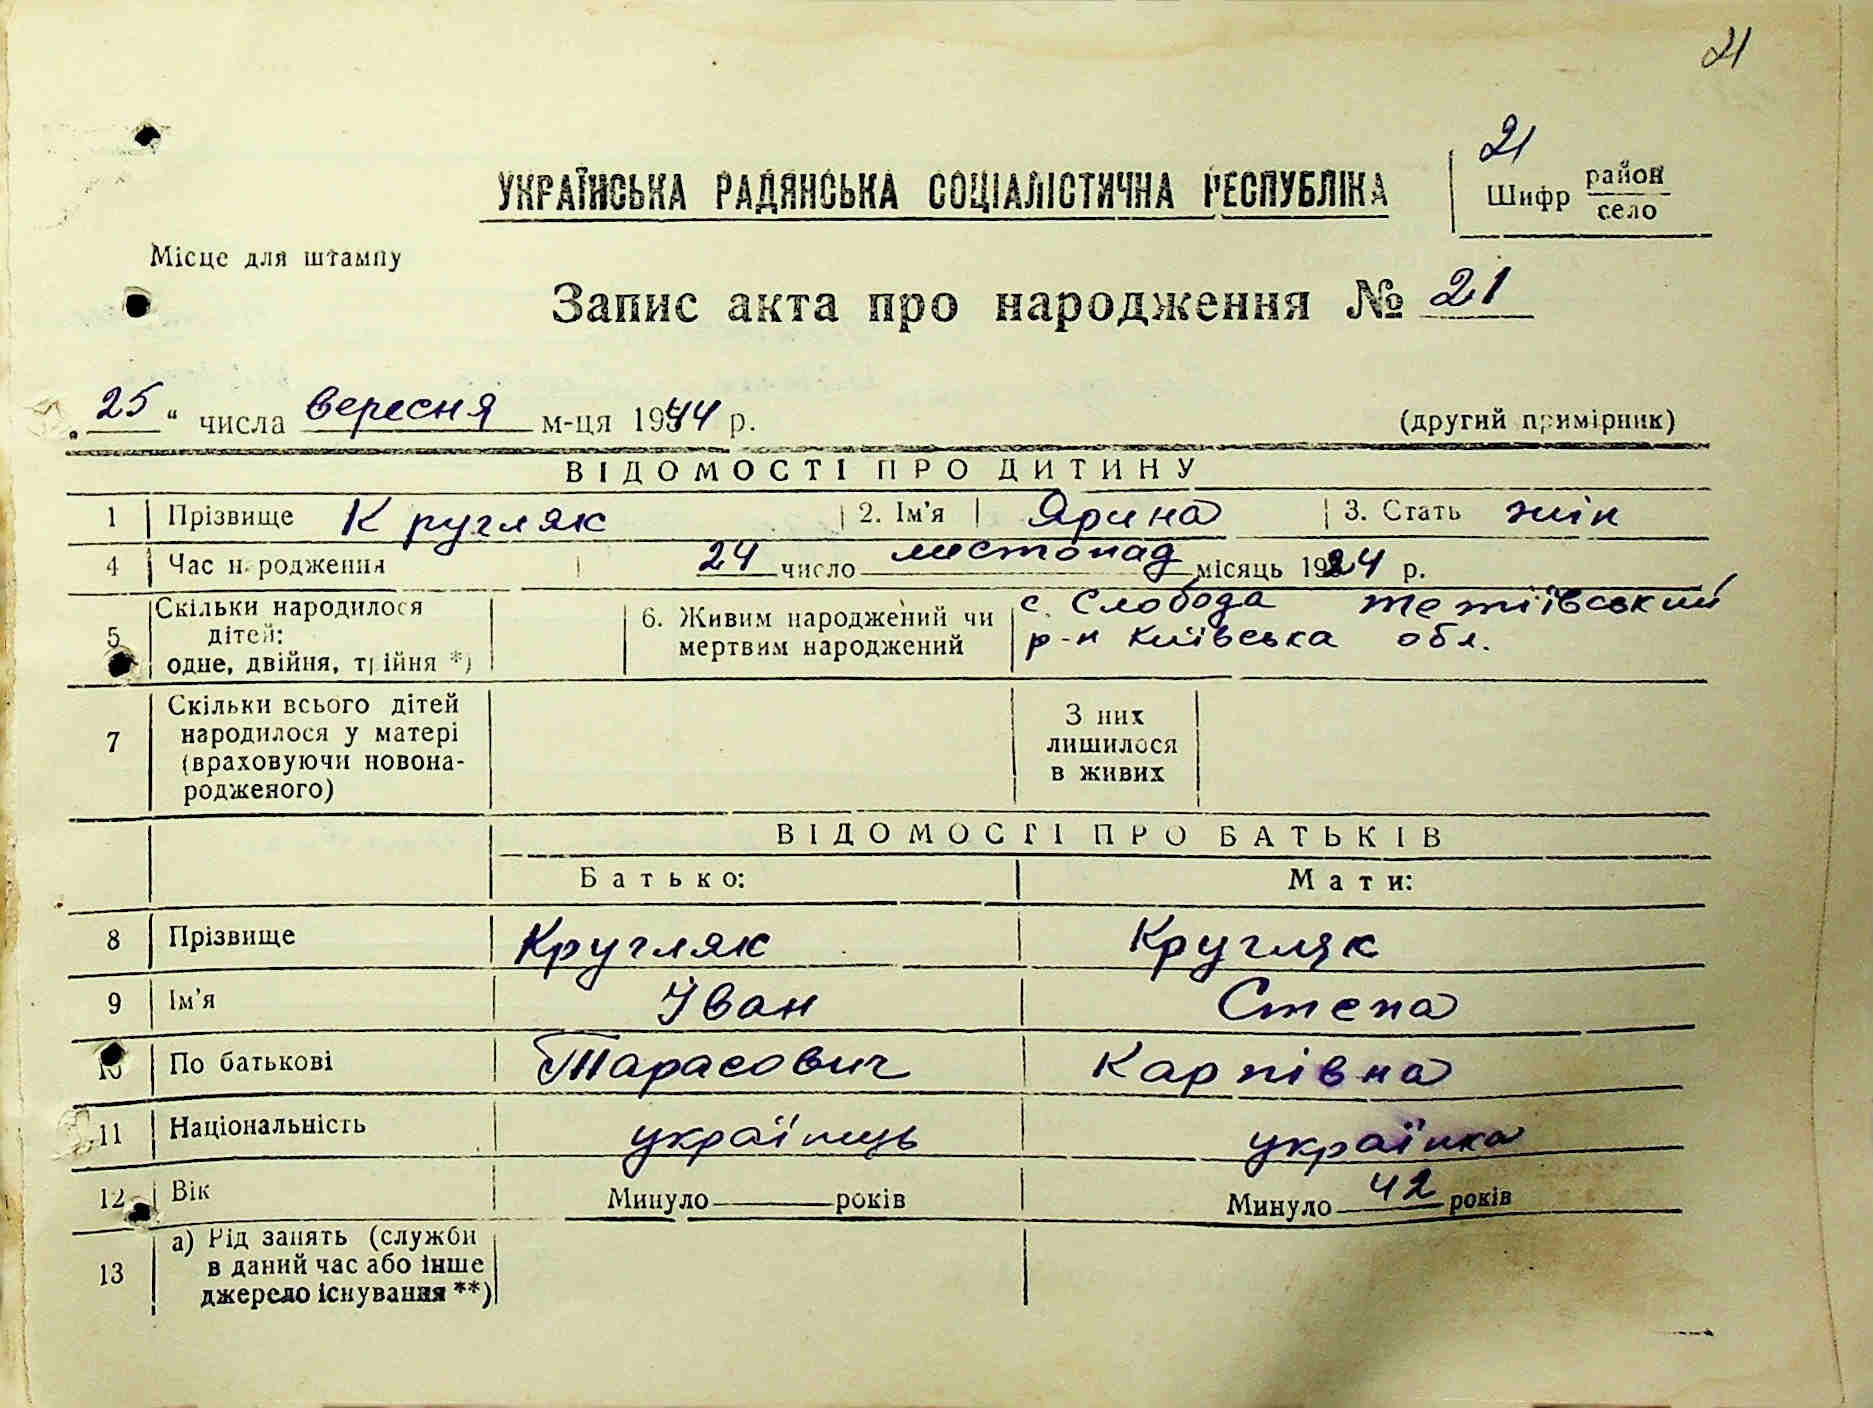 21
21
УКРАЇНСЬКА РАДЯНСЬКА СОЦІАЛІСТИЧНА РЕСПУБЛІКА
Шифр район
село
Місце для штампу
Запис акта про народження № 21
„25“ числа вересня м-ця 1944 р. (другий примірник)
ВІДОМОСТІ ПРО ДИТИНУ
1 Прізвище Кругляк 2. Ім'я Ярина 3. Стать жін
4 Час народження 24 число листопад місяць 1924 р.
5 Скільки народилося дітей: одне, двійня, трійня *) 6. Живим народжений чи мертвим народжений с. Слобода Тетіївський р-н Київська обл.
7 Скільки всього дітей народилося у матері (враховуючи новонародженого) З них лишилося в живих
ВІДОМОСТІ ПРО БАТЬКІВ
Батько: Мати:
8 Прізвище Кругляк Кругляк
9 Ім'я Іван Степа
10 По батькові Тарасович Карпівна
11 Національність українець українка
12 Вік Минуло років Минуло 42 років
13 а) Рід занять (служби в даний час або інше джерело існування **)